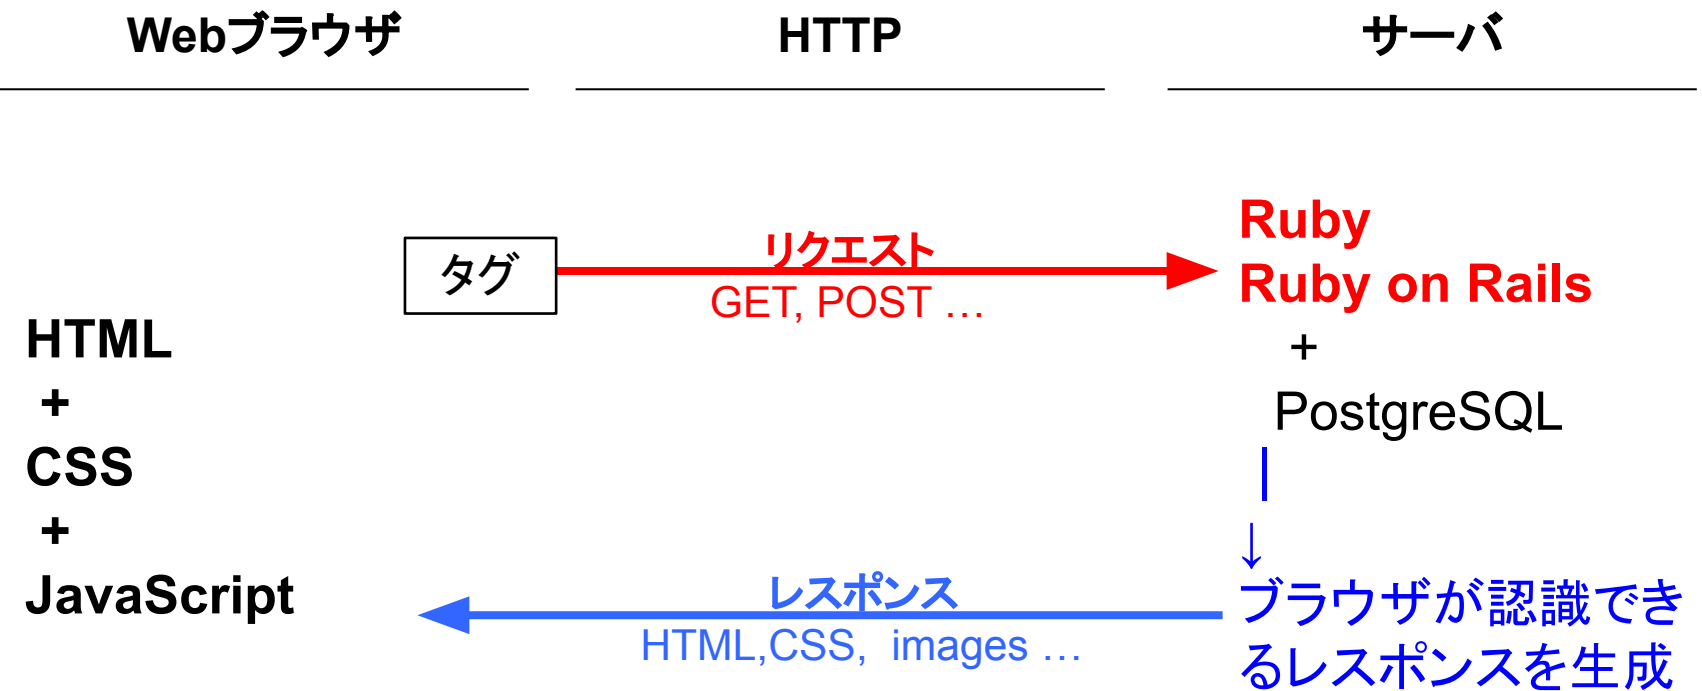 Webブラウザ
HTTP
サーバ
タグ
リクエスト
GET, POST …
Ruby
Ruby on Rails
+
PostgreSQL
|
↓
ブラウザが認識でき
るレスポンスを生成
HTML
+
CSS
+
JavaScript
レスポンス
HTML,CSS, images …